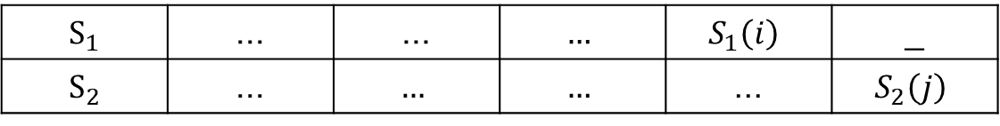 S₁ … … ... S₁(i) _
S₂ … ... ... … S₂(j)